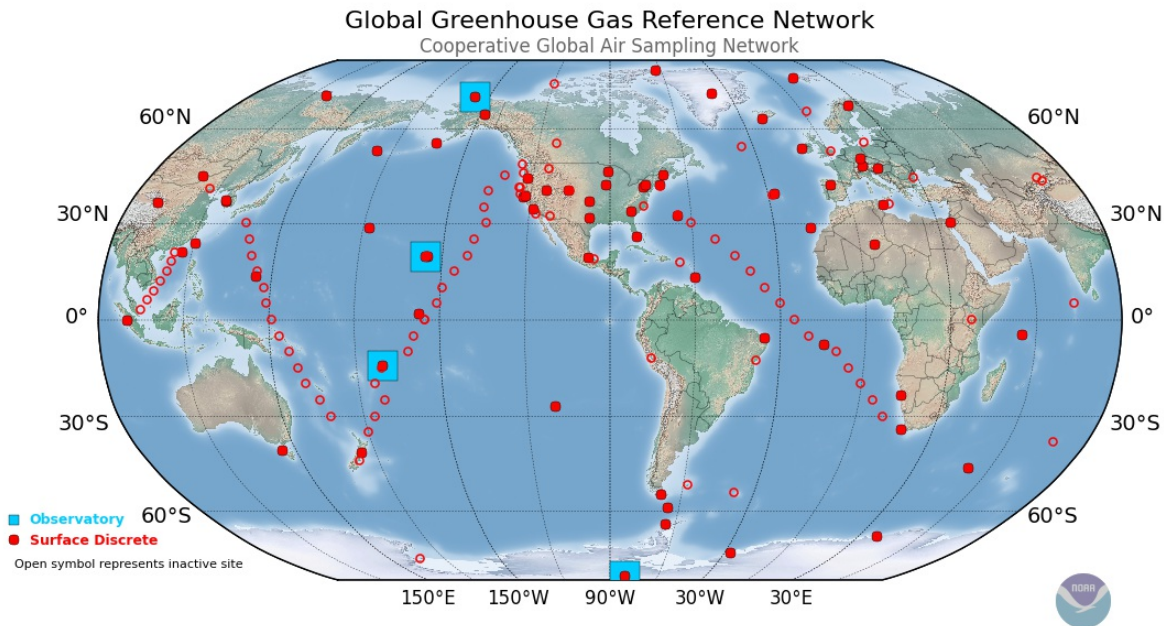 Global Greenhouse Gas Reference Network
Cooperative Global Air Sampling Network
60°N
60°N
30°N
30°N
0°
0°
30°S
30°S
60°S
60°S
Observatory
Surface Discrete
Open symbol represents inactive site
150°E 150°W 90°W 30°W 30°E
NOAA